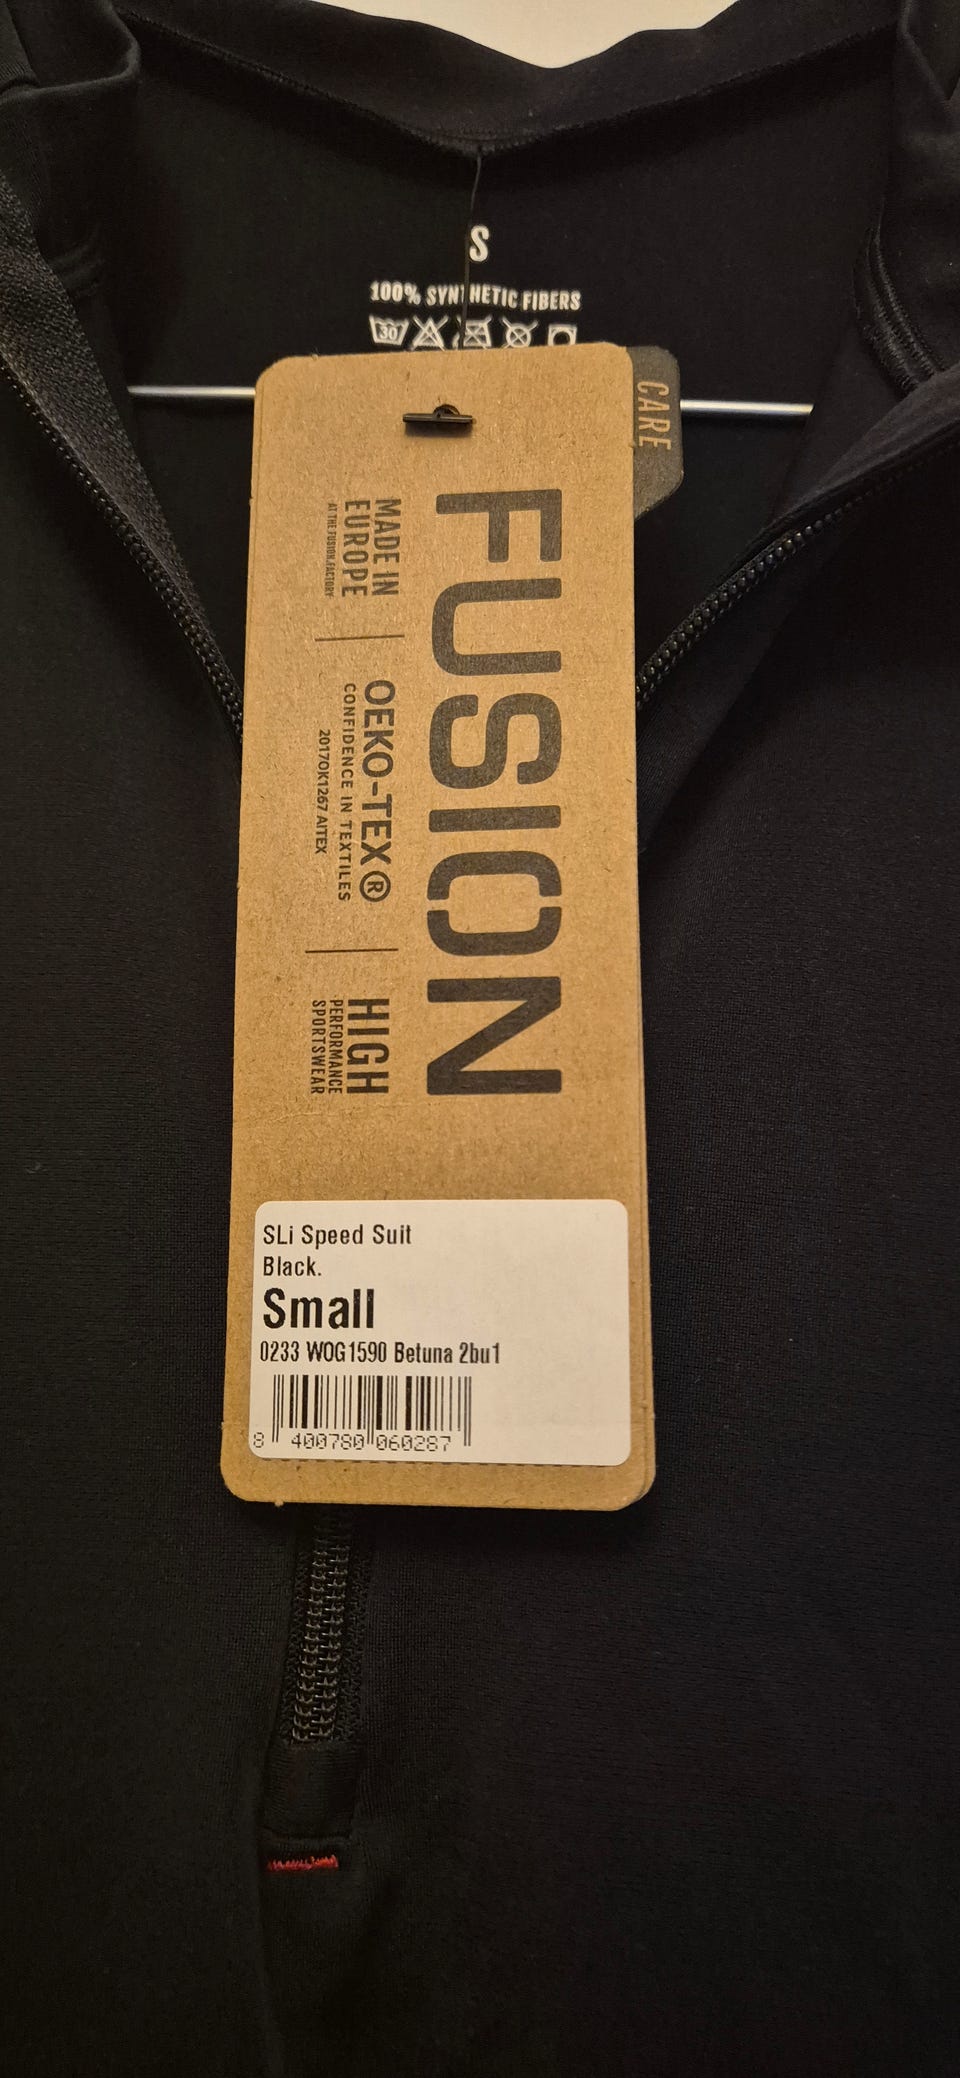 S
100% SYNTHETIC FIBERS
30
CARE
FUSION
MADE IN
EUROPE
AT THE FUSION.FACTORY
OEKO-TEX®
CONFIDENCE IN TEXTILES
2017OK1267 AITEX
HIGH
PERFORMANCE
SPORTSWEAR
SLi Speed Suit
Black.
Small
0233 WOG1590 Betuna 2bu1
8 400780 060287